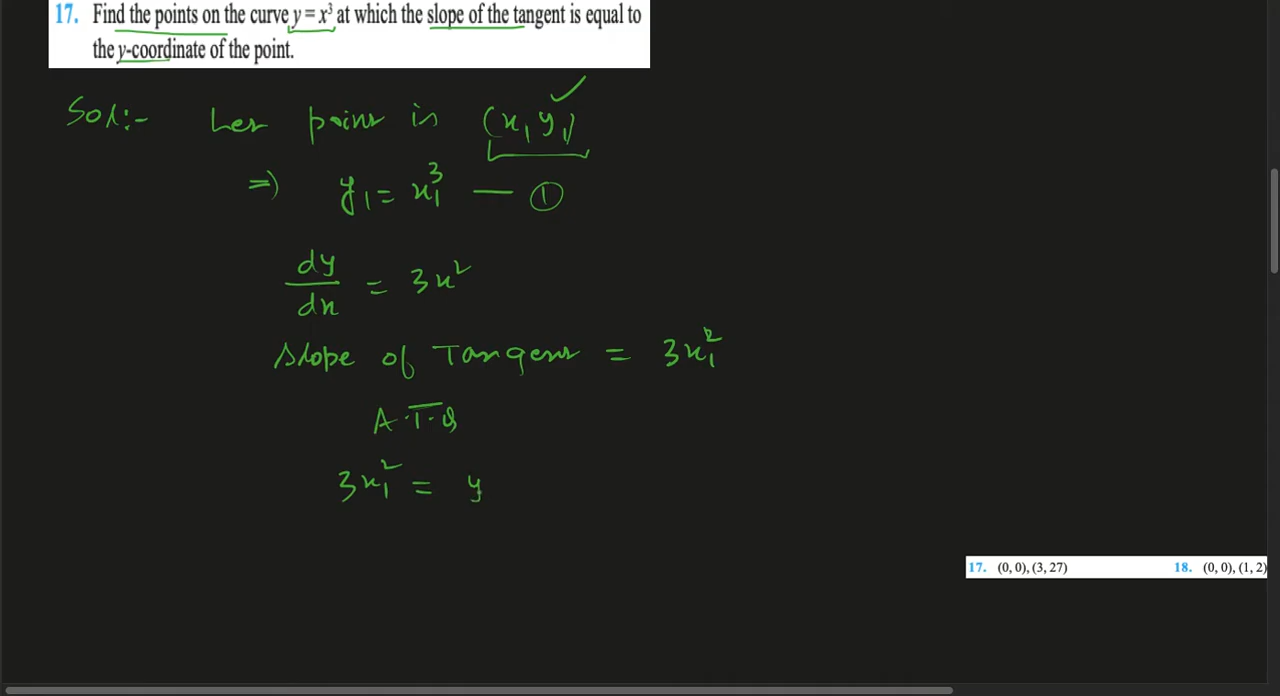 17. Find the points on the curve y = x³ at which the slope of the tangent is equal to
the y-coordinate of the point.
Sol:- Let point is (x₁ y₁)
⇒ y₁ = x₁³ — ①
dy/dx = 3x²
Slope of Tangent = 3x₁²
A.T.Q
3x₁² = y
17. (0, 0), (3, 27) 18. (0, 0), (1, 2)